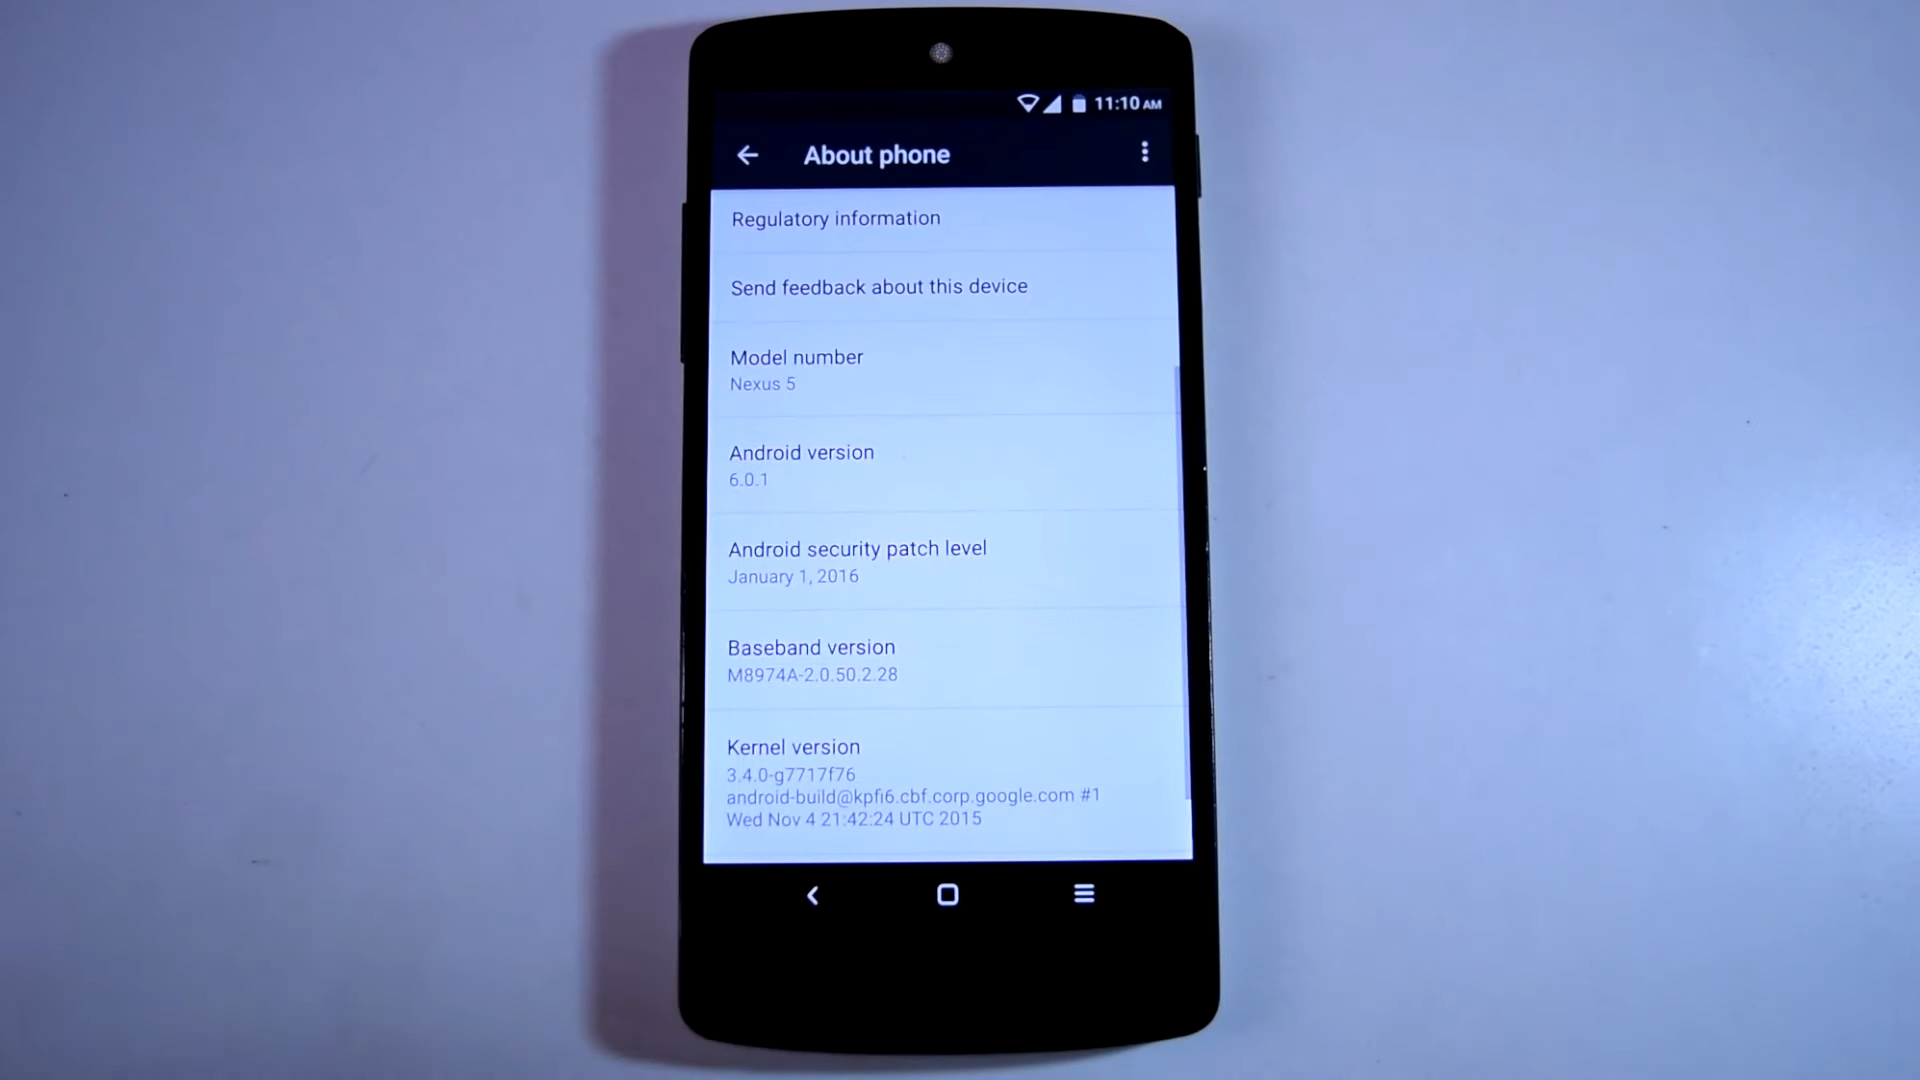 11:10 AM
About phone
Regulatory information
Send feedback about this device
Model number
Nexus 5
Android version
6.0.1
Android security patch level
January 1, 2016
Baseband version
M8974A-2.0.50.2.28
Kernel version
3.4.0-g7717f76
android-build@kpfi6.cbf.corp.google.com #1
Wed Nov 4 21:42:24 UTC 2015